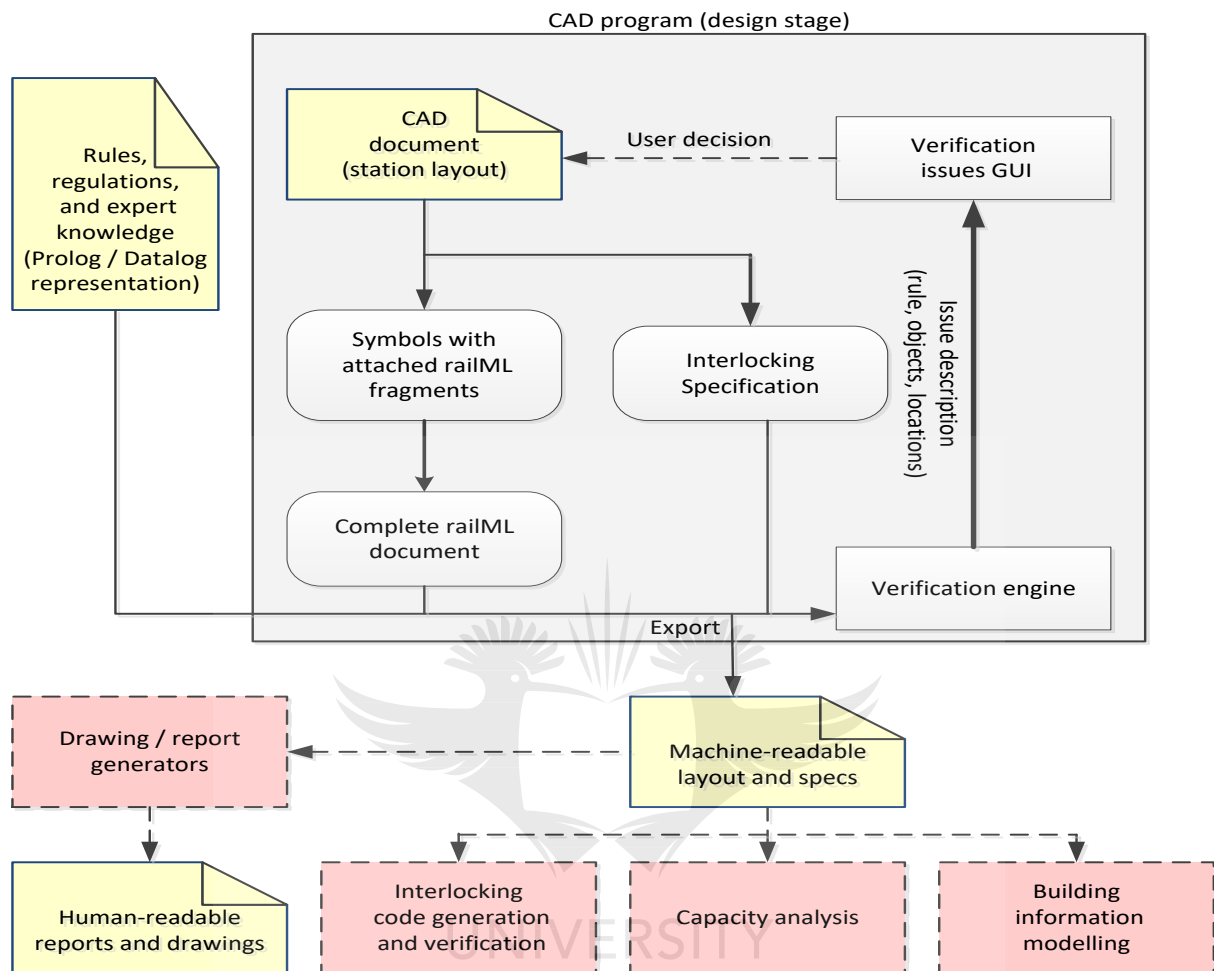 CAD program (design stage)
Rules,
regulations,
and expert
knowledge
(Prolog / Datalog
representation)
CAD
document
(station layout)
User decision
Verification
issues GUI
Symbols with
attached railML
fragments
Interlocking
Specification
Issue description
(rule, objects, locations)
Complete railML
document
Verification engine
Export
Drawing / report
generators
Machine-readable
layout and specs
Human-readable
reports and drawings
Interlocking
code generation
and verification
Capacity analysis
Building
information
modelling
UNIVERSITY